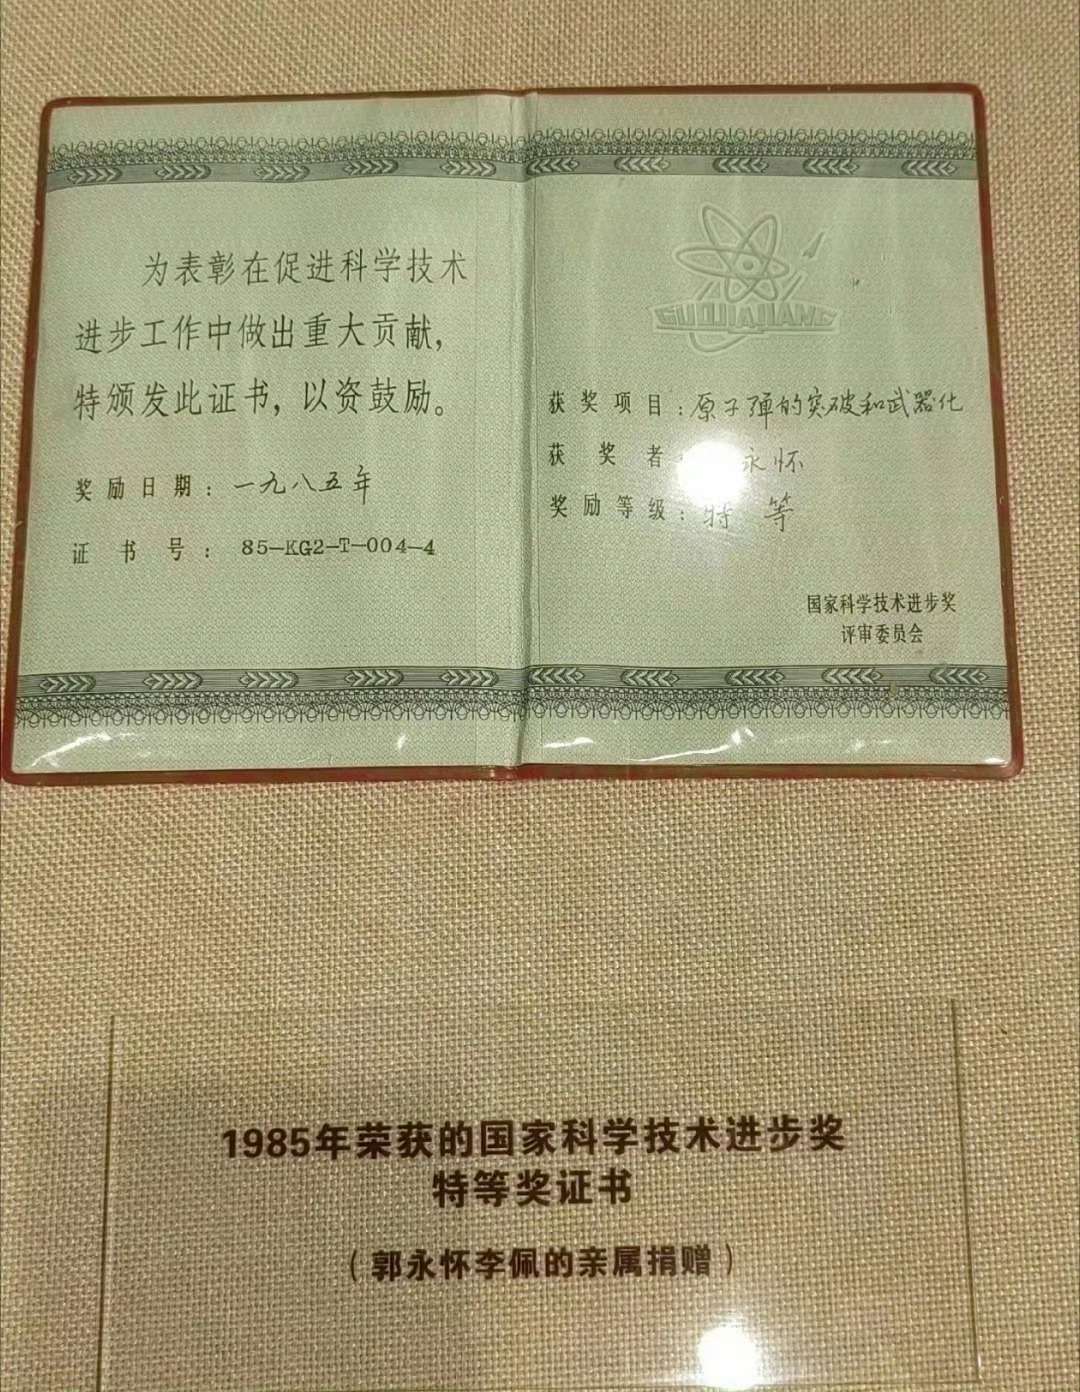 为表彰在促进科学技术
进步工作中做出重大贡献，
特颁发此证书，以资鼓励。
奖励日期：一九八五年
证书号：85-KG2-T-004-4
GUOJIAJIANG
获奖项目：原子弹的突破和武器化
获奖者：永怀
奖励等级：特等
国家科学技术进步奖
评审委员会
1985年荣获的国家科学技术进步奖
特等奖证书
（郭永怀李佩的亲属捐赠）